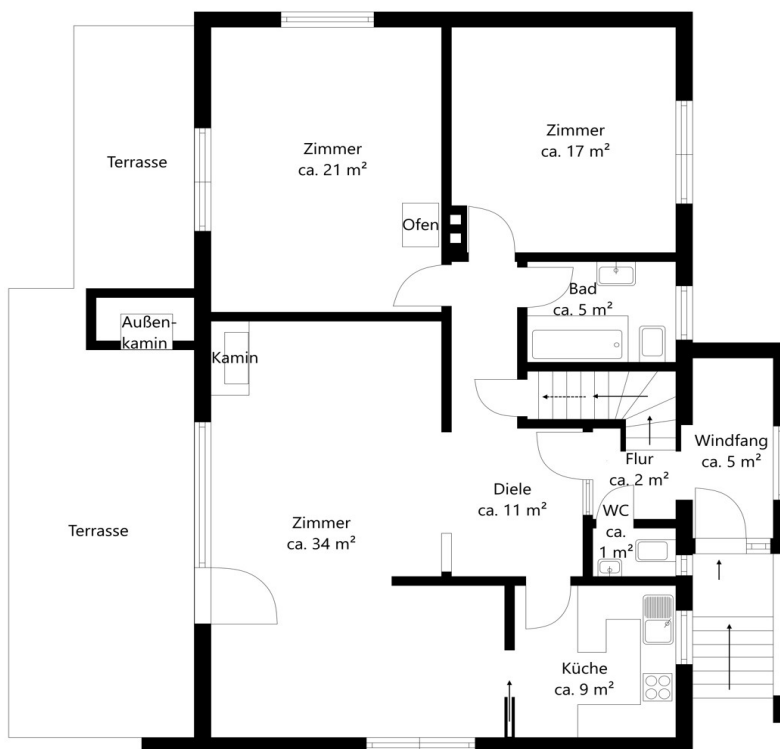 Zimmer
ca. 21 m²
Zimmer
ca. 17 m²
Terrasse
Ofen
Bad
ca. 5 m²
Außen-
kamin
Kamin
Windfang
ca. 5 m²
Flur
ca. 2 m²
Diele
ca. 11 m²
WC
ca.
1 m²
Zimmer
ca. 34 m²
Terrasse
Küche
ca. 9 m²